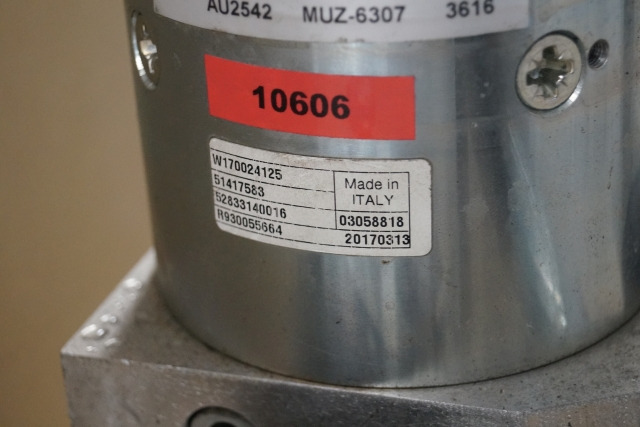 AU2542 MUZ-6307 3616
10606
W170024125
51417583
52833140016
R930055664
Made in
ITALY
03058818
20170313